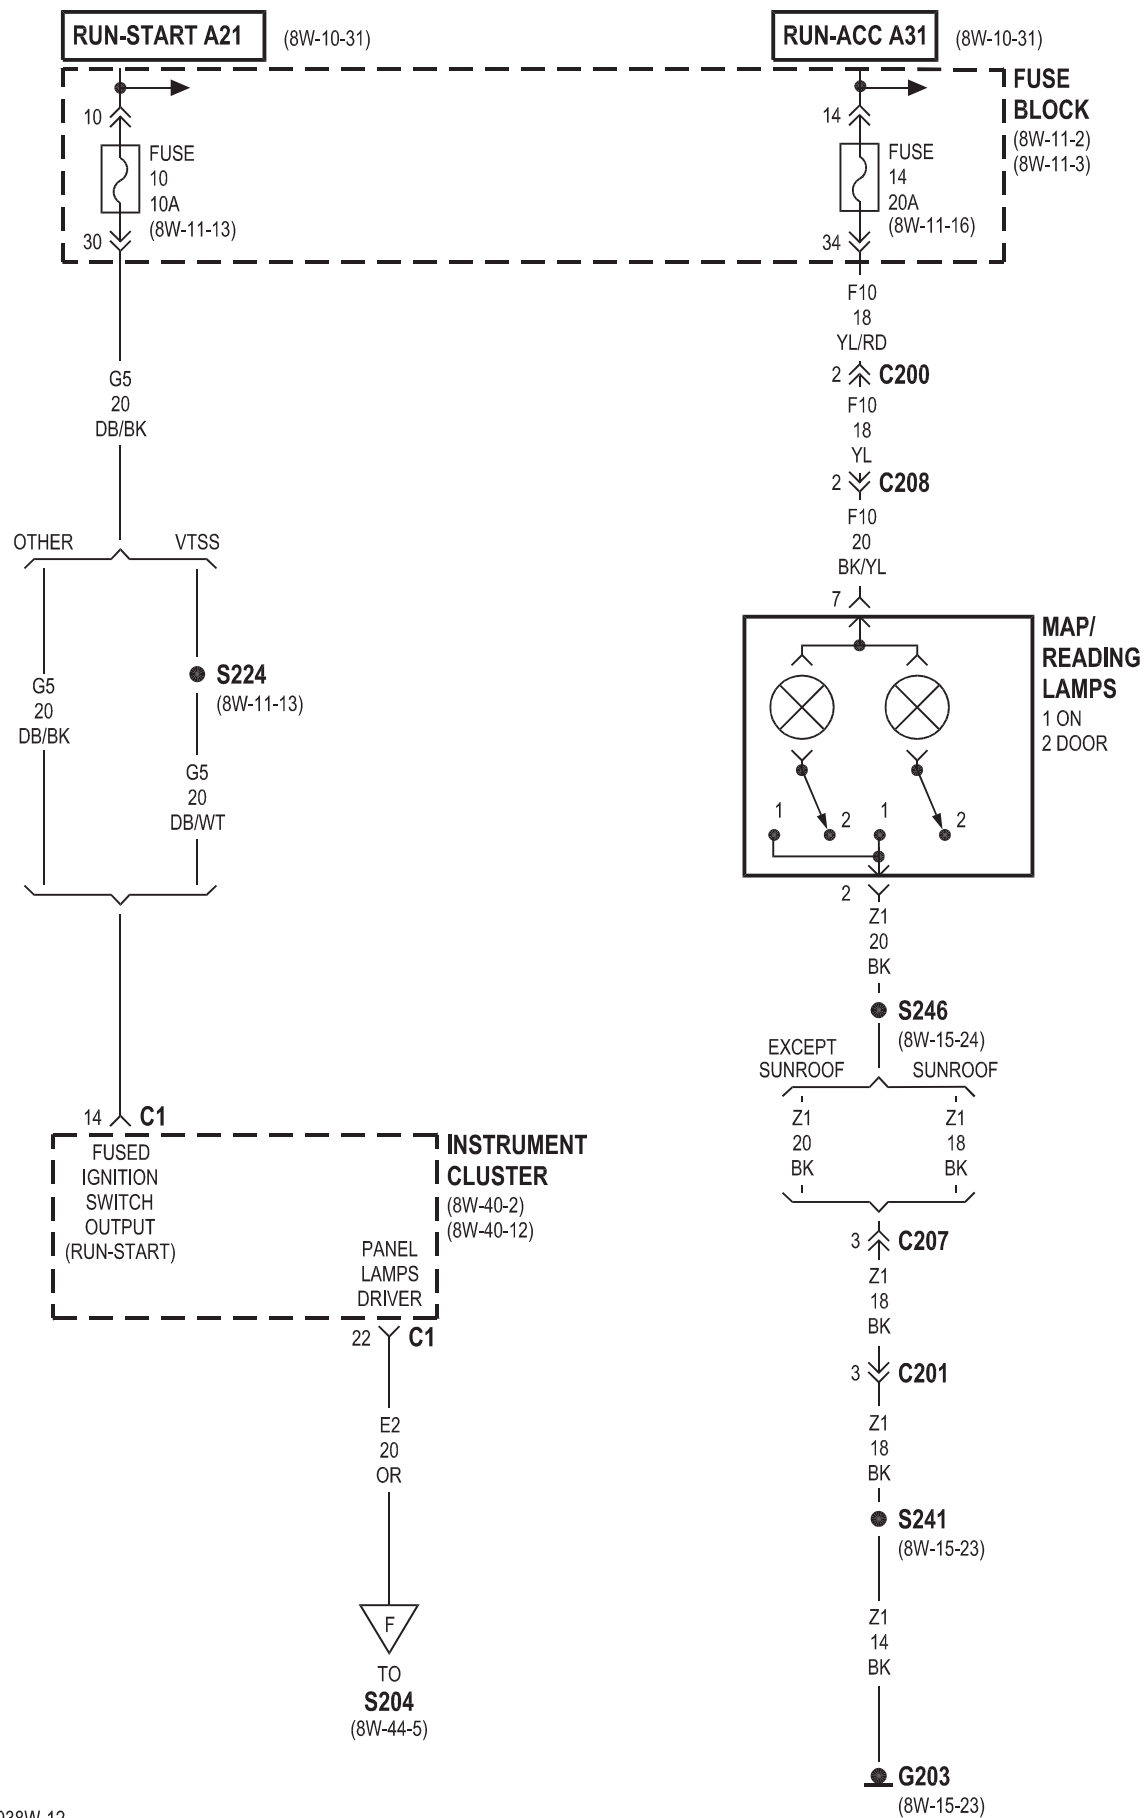 RUN-START A21
(8W-10-31)
RUN-ACC A31
(8W-10-31)
FUSE
BLOCK
(8W-11-2)
(8W-11-3)
10
FUSE
10
10A
(8W-11-13)
30
14
FUSE
14
20A
(8W-11-16)
34
G5
20
DB/BK
OTHER
VTSS
G5
20
DB/BK
S224
(8W-11-13)
G5
20
DB/WT
14
C1
FUSED
IGNITION
SWITCH
OUTPUT
(RUN-START)
INSTRUMENT
CLUSTER
(8W-40-2)
(8W-40-12)
PANEL
LAMPS
DRIVER
22
C1
E2
20
OR
F
TO
S204
(8W-44-5)
F10
18
YL/RD
2
C200
F10
18
YL
2
C208
F10
20
BK/YL
7
MAP/
READING
LAMPS
1 ON
2 DOOR
1
2
1
2
2
Z1
20
BK
S246
(8W-15-24)
EXCEPT
SUNROOF
SUNROOF
Z1
20
BK
Z1
18
BK
3
C207
Z1
18
BK
3
C201
Z1
18
BK
S241
(8W-15-23)
Z1
14
BK
G203
(8W-15-23)